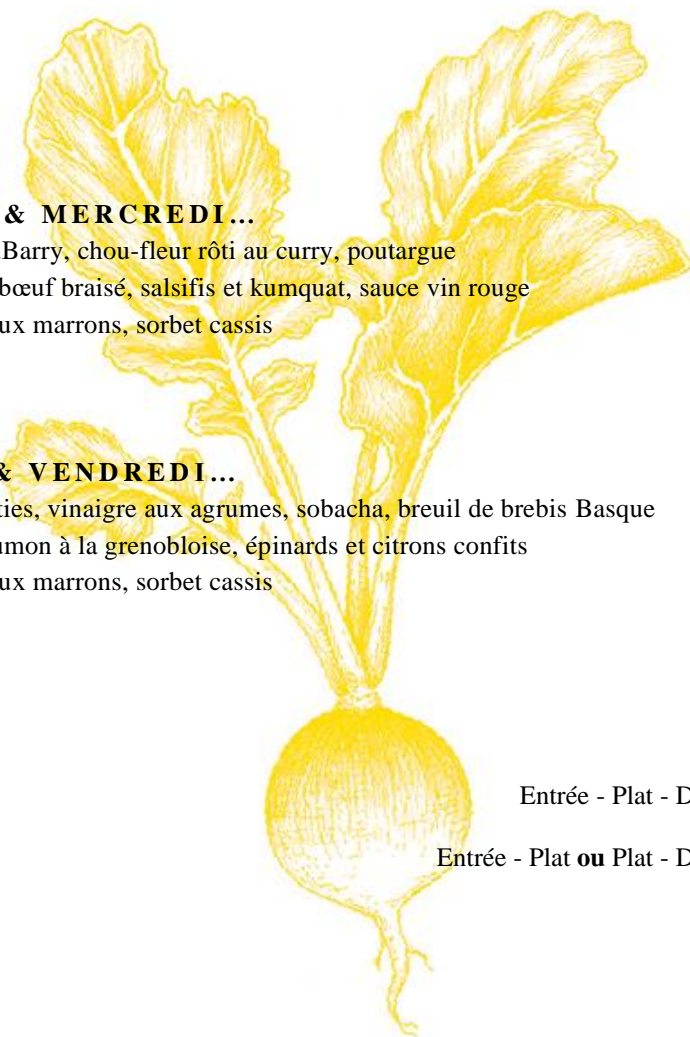 & MERCREDI...
Barry, chou-fleur rôti au curry, poutargue
bœuf braisé, salsifis et kumquat, sauce vin rouge
ux marrons, sorbet cassis
& VENDREDI...
ties, vinaigre aux agrumes, sobacha, breuil de brebis Basque
umon à la grenobloise, épinards et citrons confits
ux marrons, sorbet cassis
Entrée - Plat - D
Entrée - Plat ou Plat - D